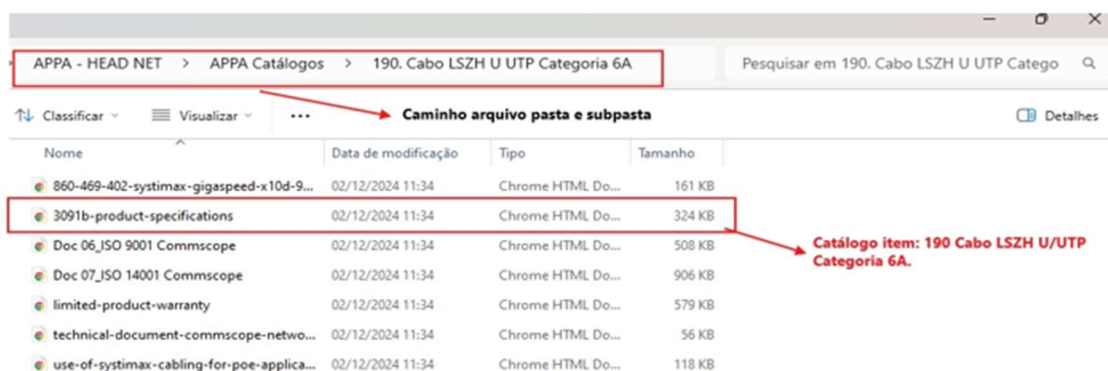 APPA - HEAD NET > APPA Catálogos > 190. Cabo LSZH U UTP Categoria 6A
Pesquisar em 190. Cabo LSZH U UTP Catego
Classificar Visualizar ... Caminho arquivo pasta e subpasta Detalhes
Nome Data de modificação Tipo Tamanho
860-469-402-systimax-gigaspeed-x10d-9... 02/12/2024 11:34 Chrome HTML Do... 161 KB
3091b-product-specifications 02/12/2024 11:34 Chrome HTML Do... 324 KB
Doc 06_ISO 9001 Commscope 02/12/2024 11:34 Chrome HTML Do... 508 KB
Catálogo item: 190 Cabo LSZH U/UTP
Categoria 6A.
Doc 07_ISO 14001 Commscope 02/12/2024 11:34 Chrome HTML Do... 906 KB
limited-product-warranty 02/12/2024 11:34 Chrome HTML Do... 579 KB
technical-document-commscope-netwo... 02/12/2024 11:34 Chrome HTML Do... 56 KB
use-of-systimax-cabling-for-poe-applica... 02/12/2024 11:34 Chrome HTML Do... 118 KB